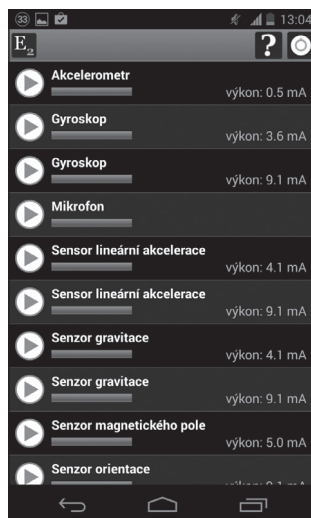 33 13:04
E2 ?
Akcelerometr
výkon: 0.5 mA
Gyroskop
výkon: 3.6 mA
Gyroskop
výkon: 9.1 mA
Mikrofon
Sensor lineární akcelerace
výkon: 4.1 mA
Sensor lineární akcelerace
výkon: 9.1 mA
Senzor gravitace
výkon: 4.1 mA
Senzor gravitace
výkon: 9.1 mA
Senzor magnetického pole
výkon: 5.0 mA
Senzor orientace